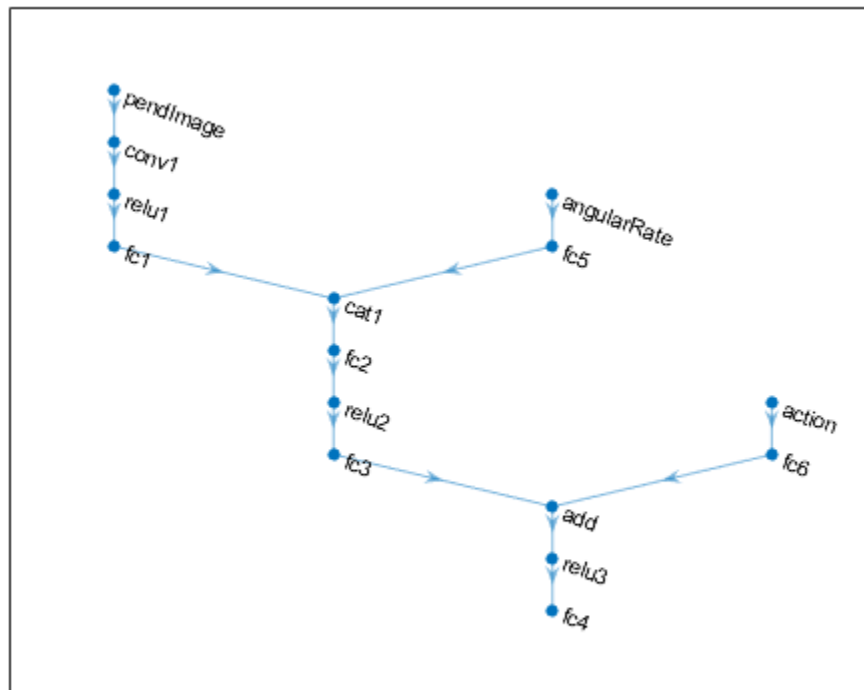 pendImage
conv1
relu1
fc1
angularRate
fc5
cat1
fc2
relu2
fc3
action
fc6
add
relu3
fc4